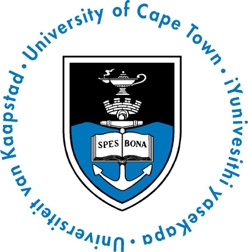 University of Cape Town · iYunivesithi yaseKapa · Universiteit van Kaapstad ·
SPES BONA